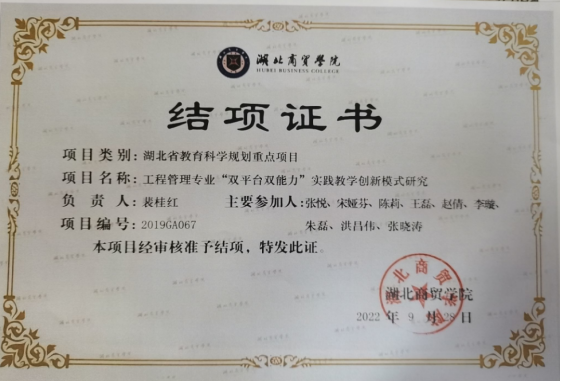 湖北商贸学院
HUBEI BUSINESS COLLEGE
结项证书
项目类别：湖北省教育科学规划重点项目
项目名称：工程管理专业“双平台双能力”实践教学创新模式研究
负责人：裴桂红 主要参加人：张悦、宋娅芬、陈莉、王磊、赵倩、李璇、
项目编号：2019GA067 朱磊、洪昌伟、张晓涛
本项目经审核准予结项，特发此证。
湖北商贸学院
2022 年 9 月 28 日